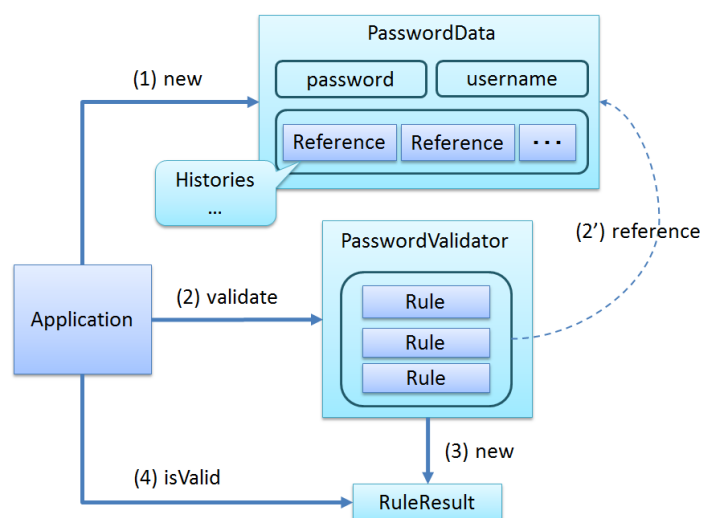 PasswordData
(1) new
password
username
Reference
Reference
...
Histories
...
PasswordValidator
(2') reference
(2) validate
Rule
Application
Rule
Rule
(3) new
(4) isValid
RuleResult